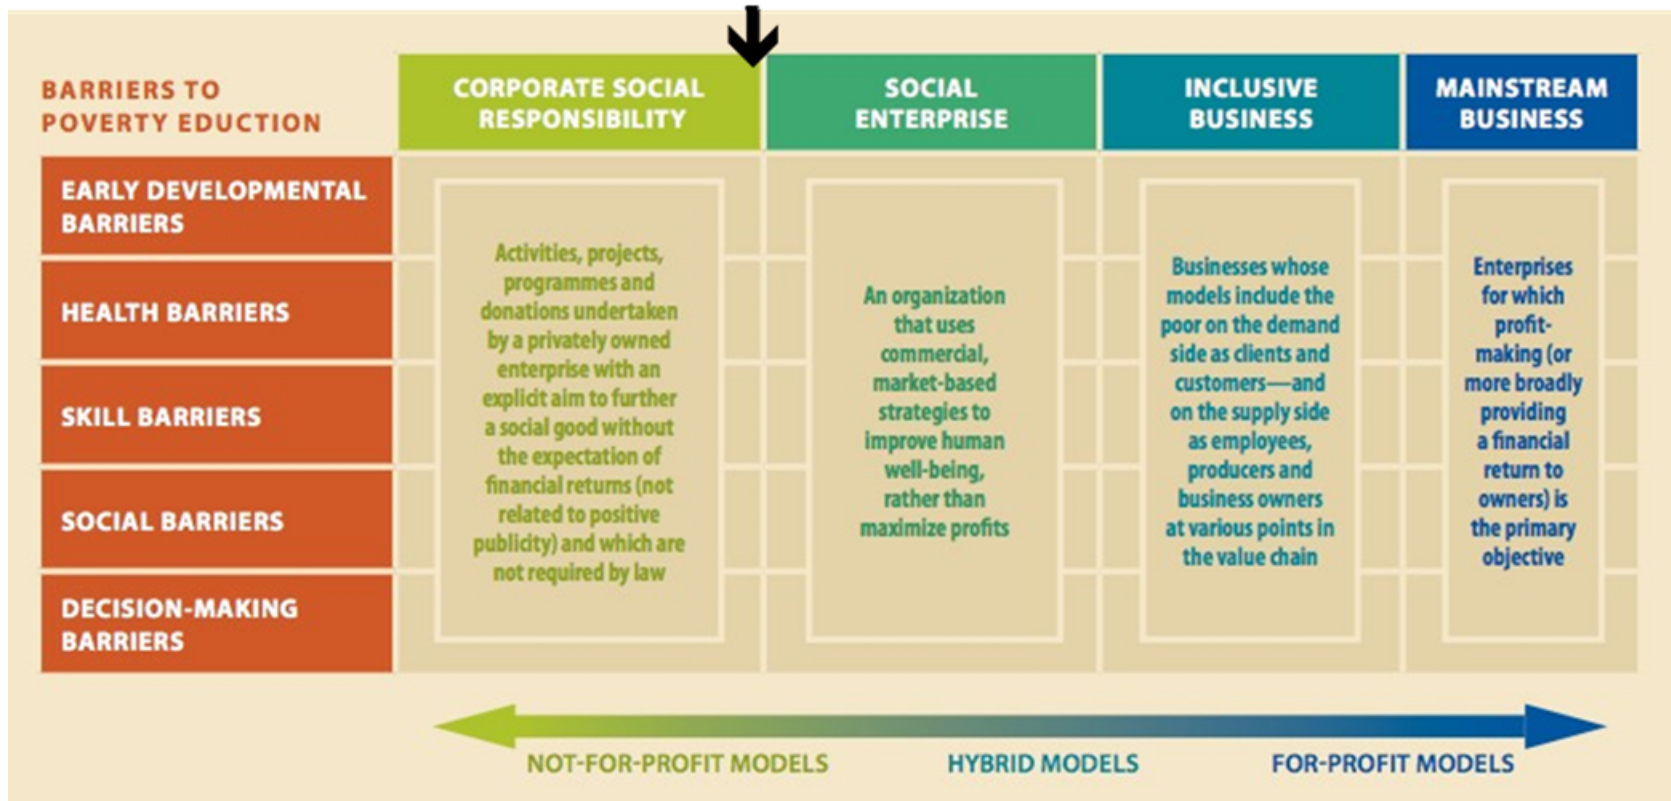 BARRIERS TO
POVERTY EDUCTION
CORPORATE SOCIAL
RESPONSIBILITY
SOCIAL
ENTERPRISE
INCLUSIVE
BUSINESS
MAINSTREAM
BUSINESS
EARLY DEVELOPMENTAL
BARRIERS
HEALTH BARRIERS
SKILL BARRIERS
SOCIAL BARRIERS
DECISION-MAKING
BARRIERS
Activities, projects,
programmes and
donations undertaken
by a privately owned
enterprise with an
explicit aim to further
a social good without
the expectation of
financial returns (not
related to positive
publicity) and which are
not required by law
An organization
that uses
commercial,
market-based
strategies to
improve human
well-being,
rather than
maximize profits
Businesses whose
models include the
poor on the demand
side as clients and
customers—and
on the supply side
as employees,
producers and
business owners
at various points in
the value chain
Enterprises
for which
profit-
making (or
more broadly
providing
a financial
return to
owners) is
the primary
objective
NOT-FOR-PROFIT MODELS
HYBRID MODELS
FOR-PROFIT MODELS